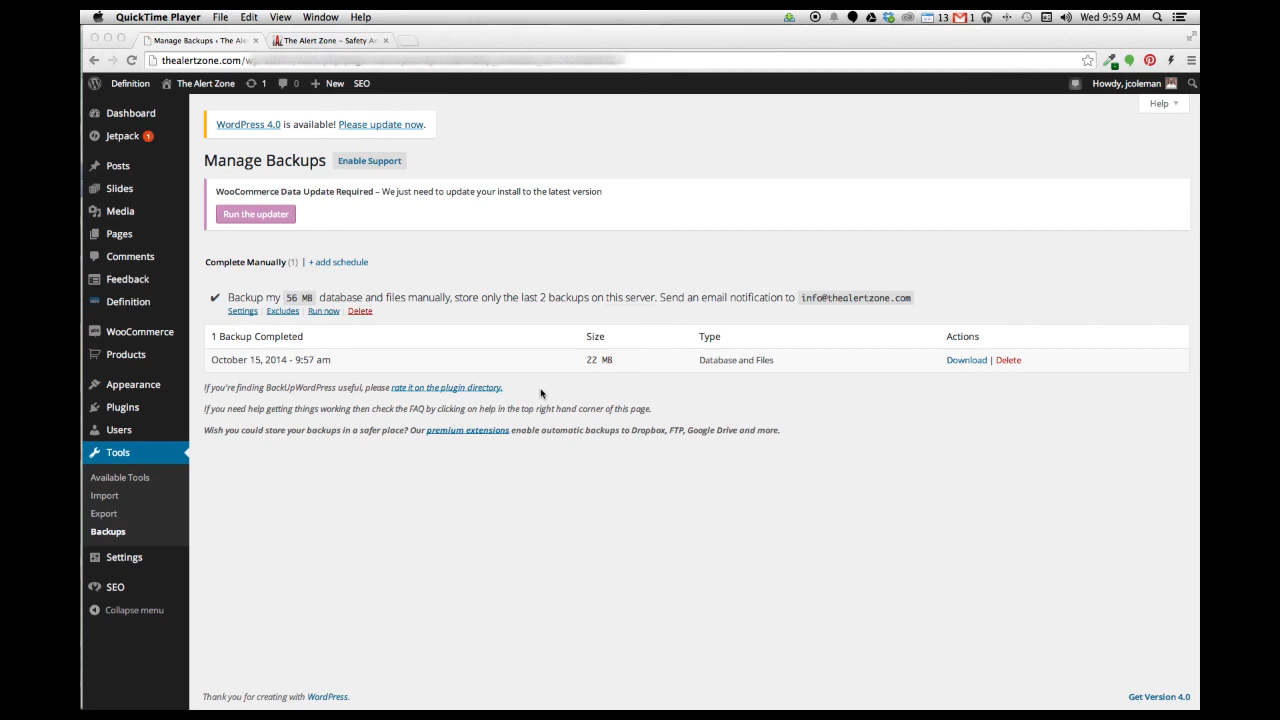 QuickTime Player File Edit View Window Help 13 1 Wed 9:59 AM
Manage Backups ‹ The Ale The Alert Zone – Safety Ar
thealertzone.com/w
Definition The Alert Zone 1 0 New SEO Howdy, jcoleman
Help
Dashboard
Jetpack 1
Posts
Slides
Media
Pages
Comments
Feedback
Definition
WooCommerce
Products
Appearance
Plugins
Users
Tools
Available Tools
Import
Export
Backups
Settings
SEO
Collapse menu
WordPress 4.0 is available! Please update now.
Manage Backups Enable Support
WooCommerce Data Update Required – We just need to update your install to the latest version
Run the updater
Complete Manually (1) | + add schedule
✔ Backup my 56 MB database and files manually, store only the last 2 backups on this server. Send an email notification to info@thealertzone.com
Settings | Excludes | Run now | Delete
1 Backup Completed Size Type Actions
October 15, 2014 - 9:57 am 22 MB Database and Files Download | Delete
If you're finding BackUpWordPress useful, please rate it on the plugin directory.
If you need help getting things working then check the FAQ by clicking on help in the top right hand corner of this page.
Wish you could store your backups in a safer place? Our premium extensions enable automatic backups to Dropbox, FTP, Google Drive and more.
Thank you for creating with WordPress. Get Version 4.0